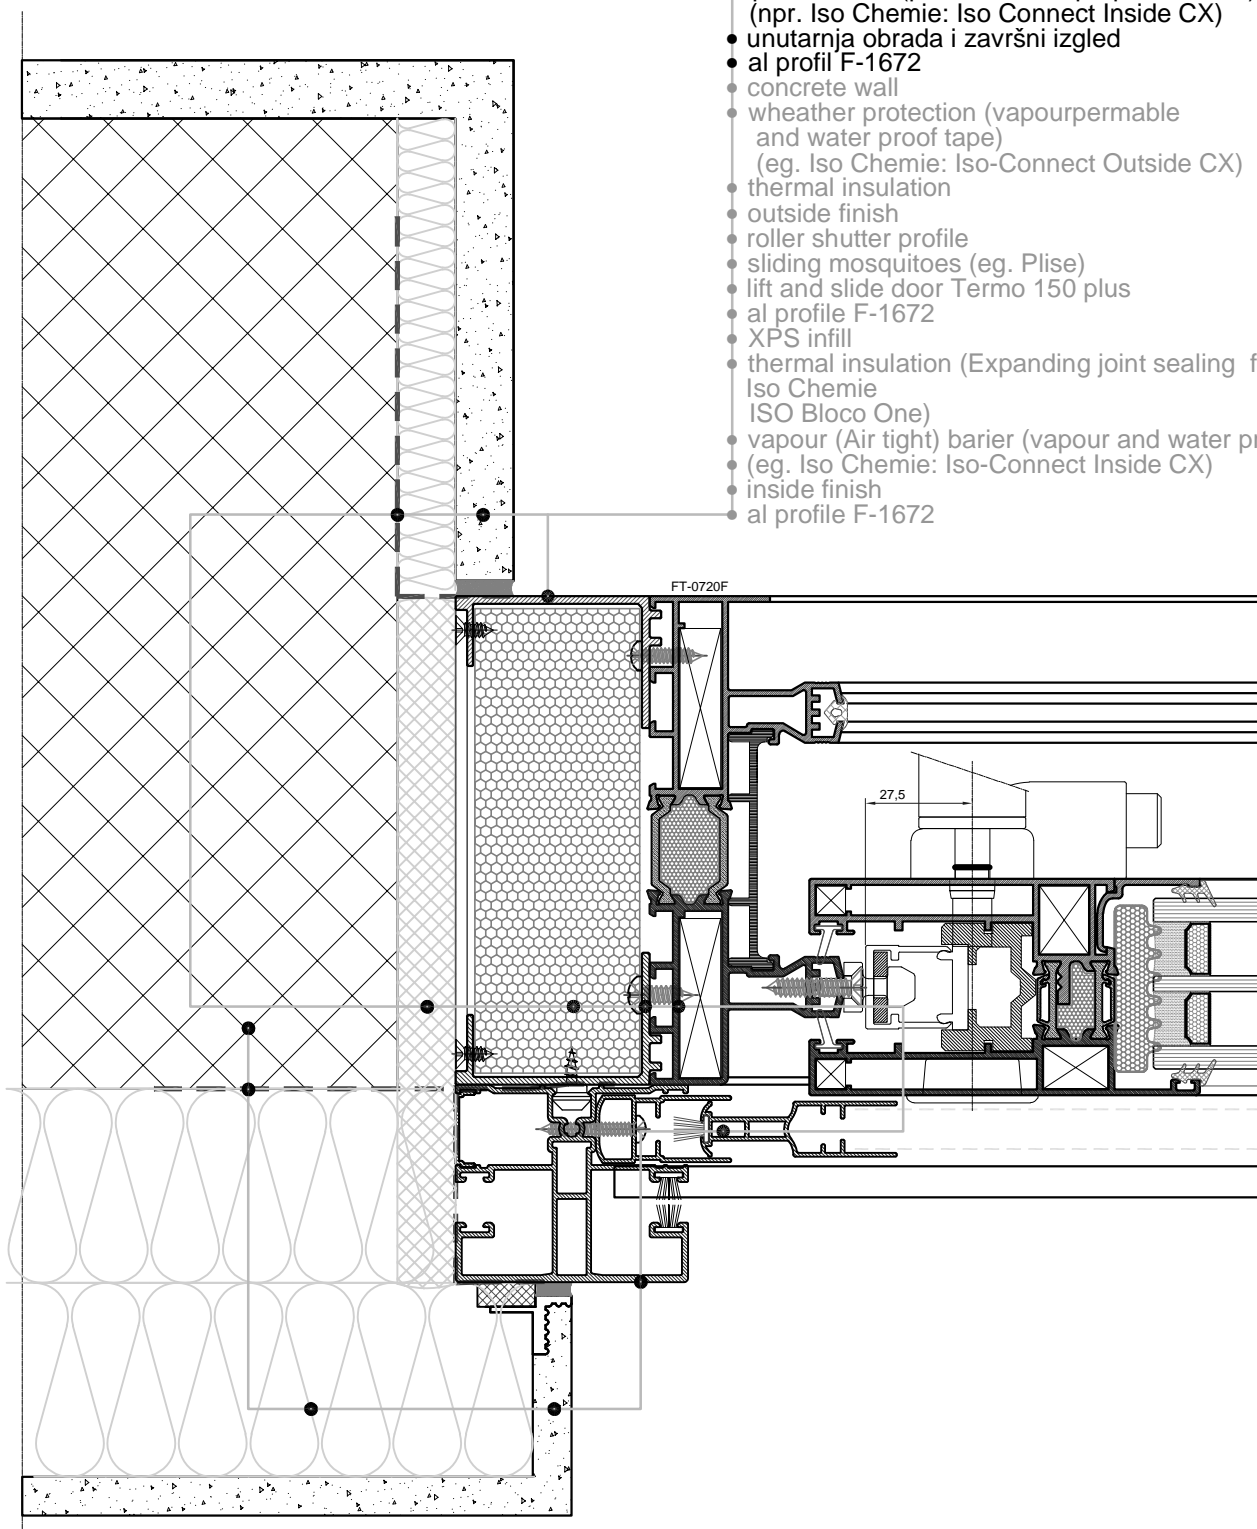 (npr. Iso Chemie: Iso Connect Inside CX)
unutarnja obrada i završni izgled
al profil F-1672
concrete wall
wheather protection (vapourpermable
and water proof tape)
(eg. Iso Chemie: Iso-Connect Outside CX)
thermal insulation
outside finish
roller shutter profile
sliding mosquitoes (eg. Plise)
lift and slide door Termo 150 plus
al profile F-1672
XPS infill
thermal insulation (Expanding joint sealing
Iso Chemie
ISO Bloco One)
vapour (Air tight) barier (vapour and water
(eg. Iso Chemie: Iso-Connect Inside CX)
inside finish
al profile F-1672
FT-0720F
27,5